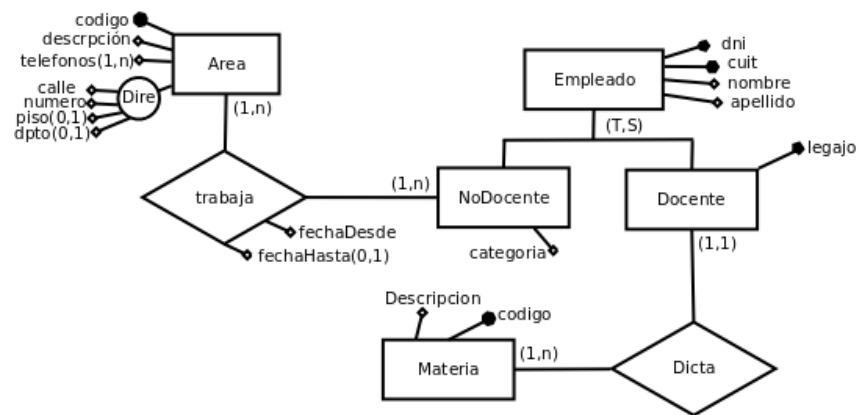 codigo
descrpción
telefonos(1,n)
calle
numero
piso(0,1)
dpto(0,1)
Dire
Area
(1,n)
Empleado
dni
cuit
nombre
apellido
(T,S)
trabaja
(1,n)
fechaDesde
fechaHasta(0,1)
NoDocente
categoria
Docente
legajo
(1,1)
Descripcion
codigo
Materia
(1,n)
Dicta